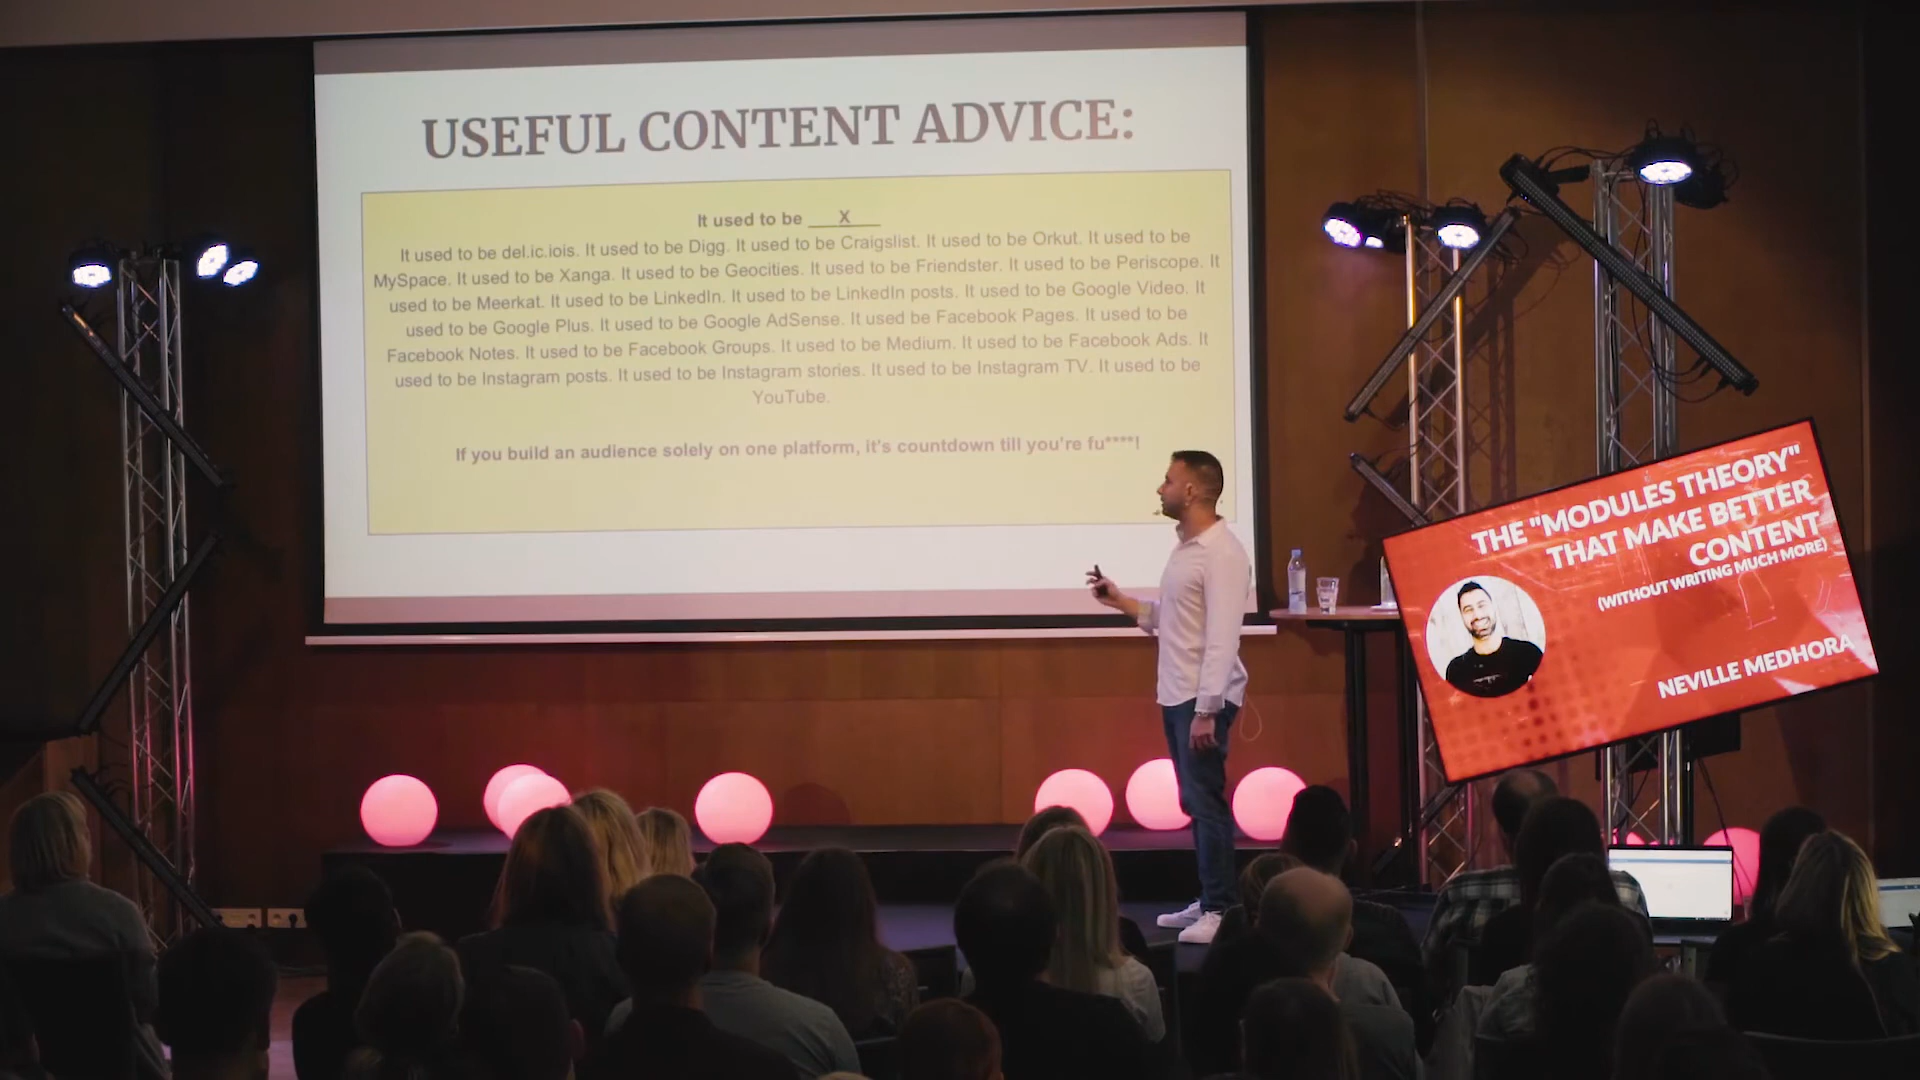 USEFUL CONTENT ADVICE:
It used to be ___X___
It used to be del.ic.iois. It used to be Digg. It used to be Craigslist. It used to be Orkut. It used to be
MySpace. It used to be Xanga. It used to be Geocities. It used to be Friendster. It used to be Periscope. It
used to be Meerkat. It used to be LinkedIn. It used to be LinkedIn posts. It used to be Google Video. It
used to be Google Plus. It used to be Google AdSense. It used be Facebook Pages. It used to be
Facebook Notes. It used to be Facebook Groups. It used to be Medium. It used to be Facebook Ads. It
used to be Instagram posts. It used to be Instagram stories. It used to be Instagram TV. It used to be
YouTube.
If you build an audience solely on one platform, it's countdown till you're fu****!
THE "MODULES THEORY"
THAT MAKE BETTER
CONTENT
(WITHOUT WRITING MUCH MORE)
NEVILLE MEDHORA